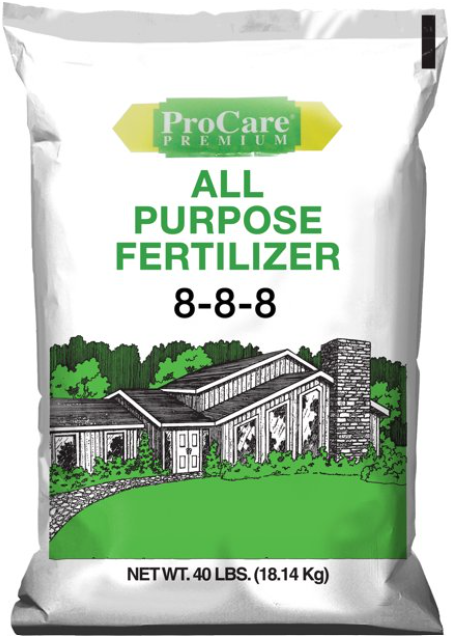 ProCare®
PREMIUM
ALL
PURPOSE
FERTILIZER
8-8-8
NET WT. 40 LBS. (18.14 Kg)